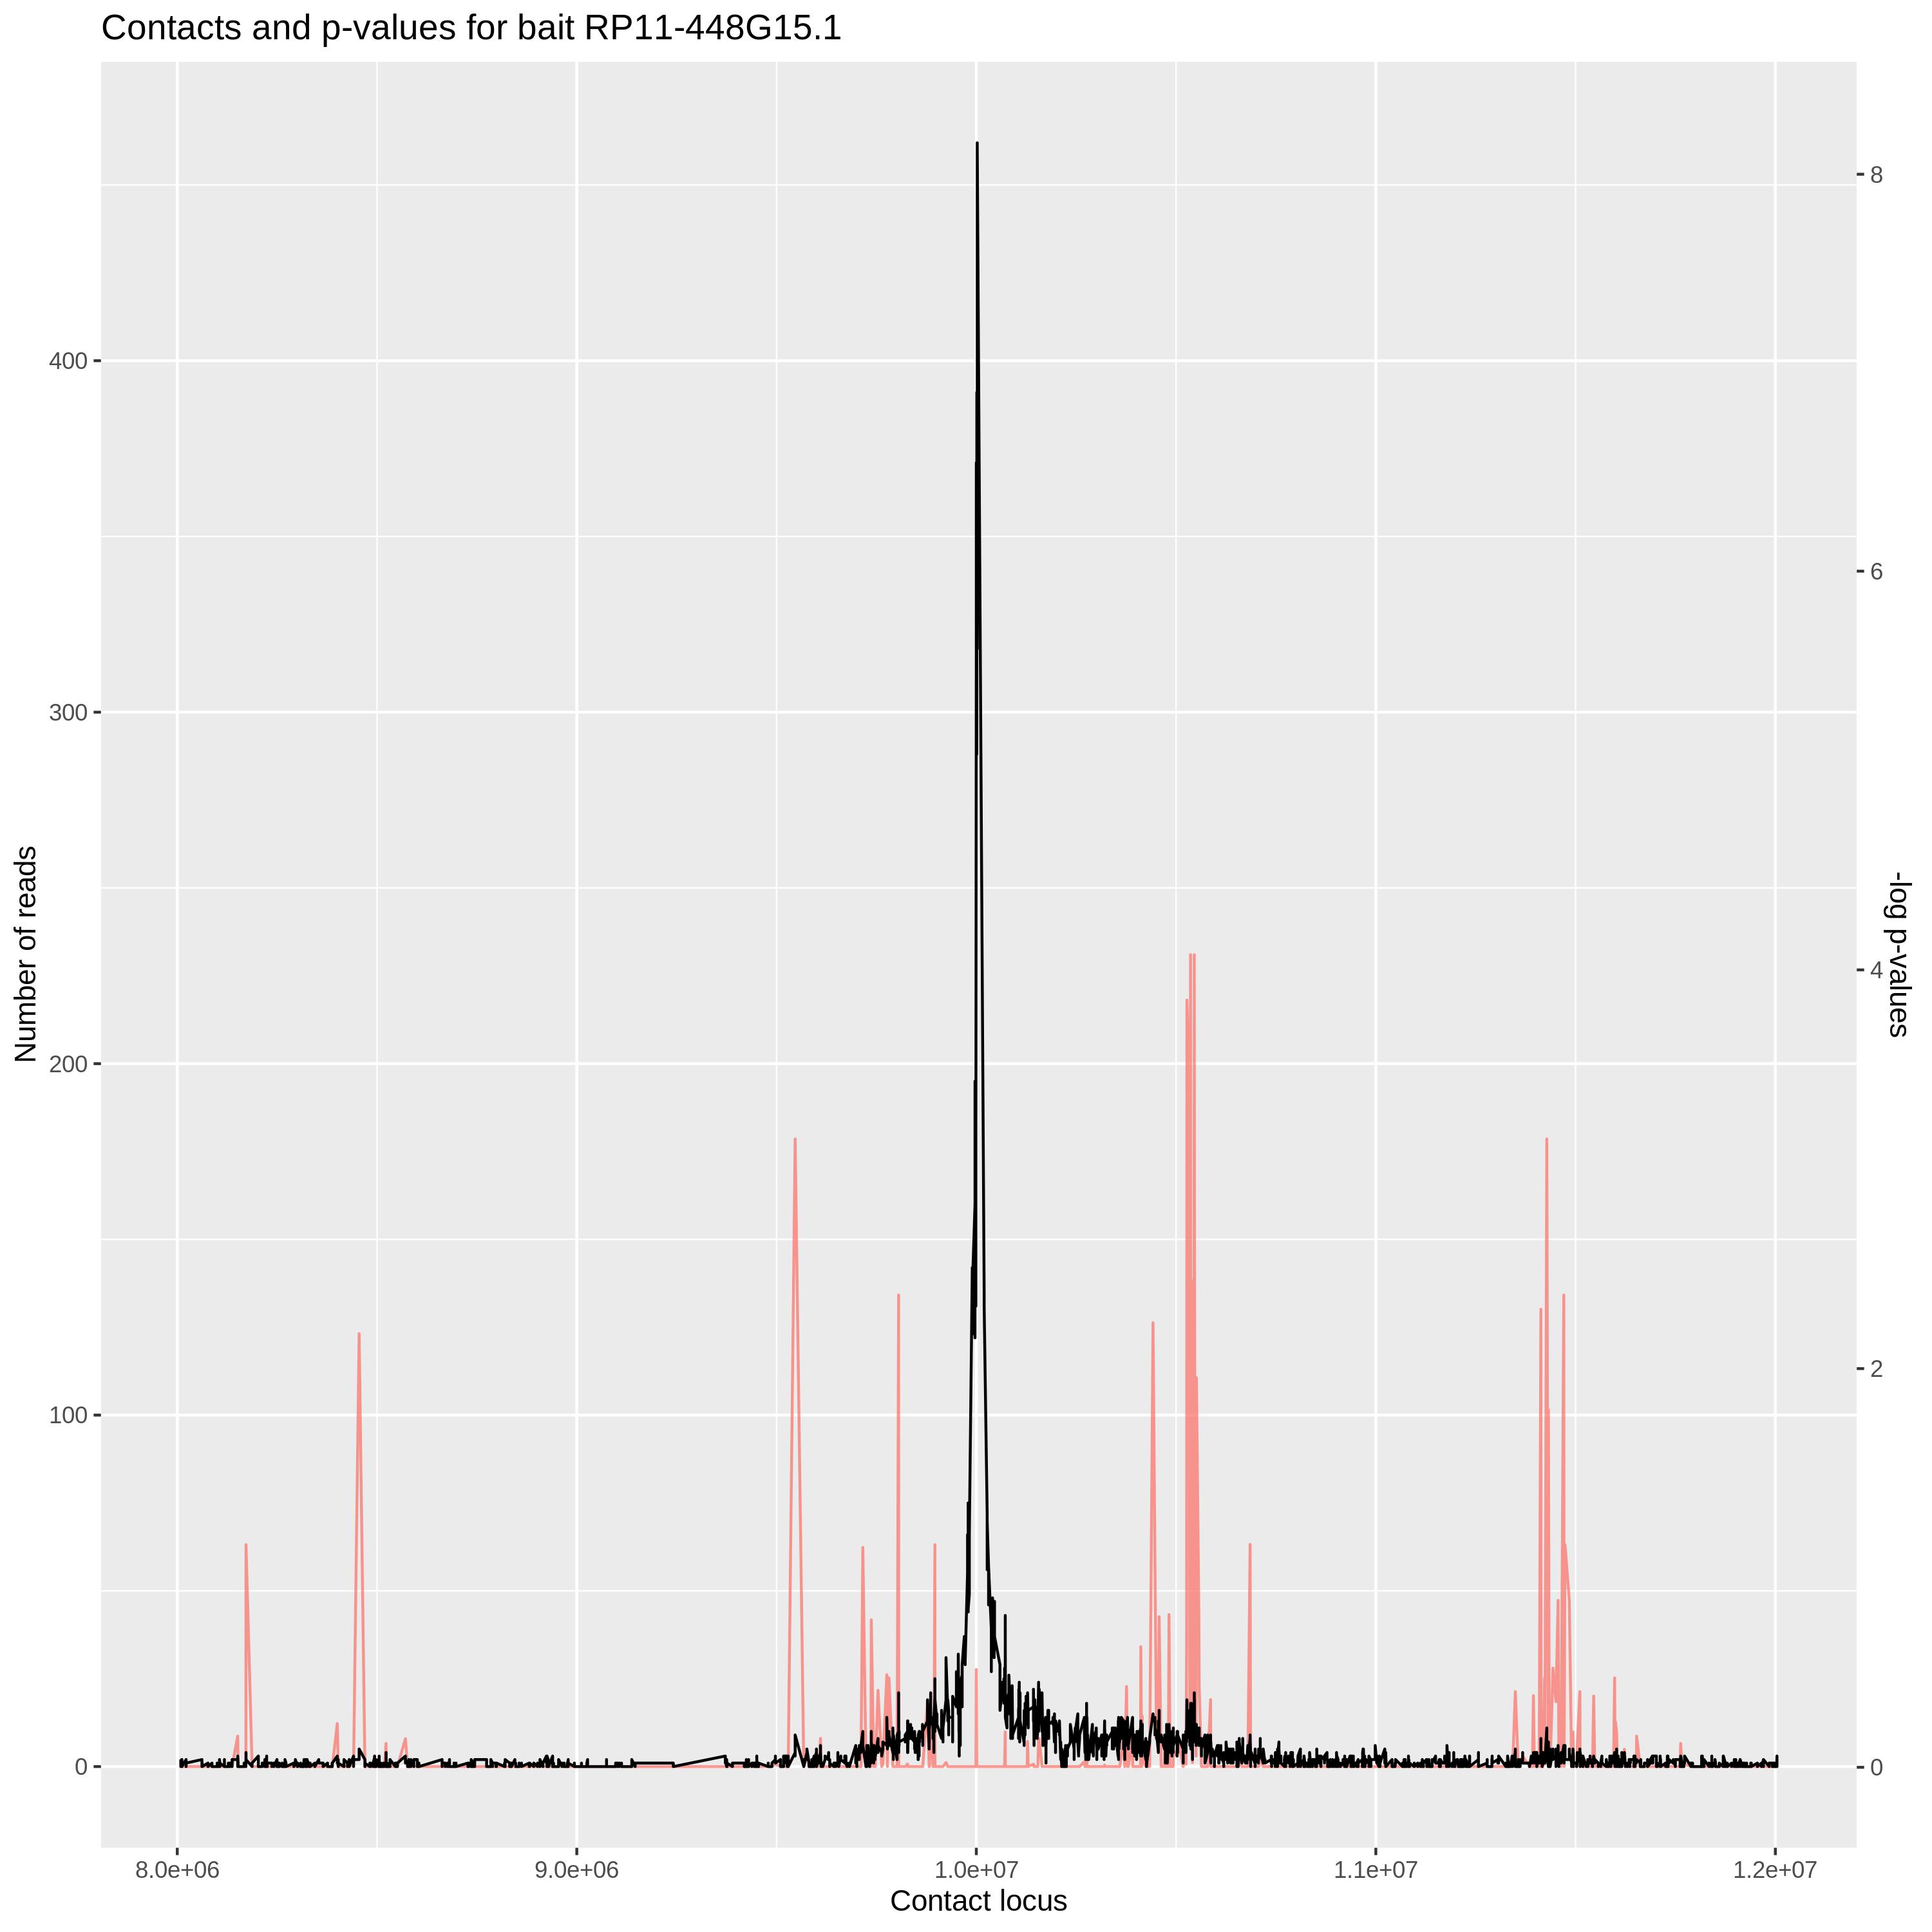 Contacts and p-values for bait RP11-448G15.1
Number of reads
400
300
200
100
0
8
6
4
2
0
-log p-values
8.0e+06
9.0e+06
1.0e+07
1.1e+07
1.2e+07
Contact locus